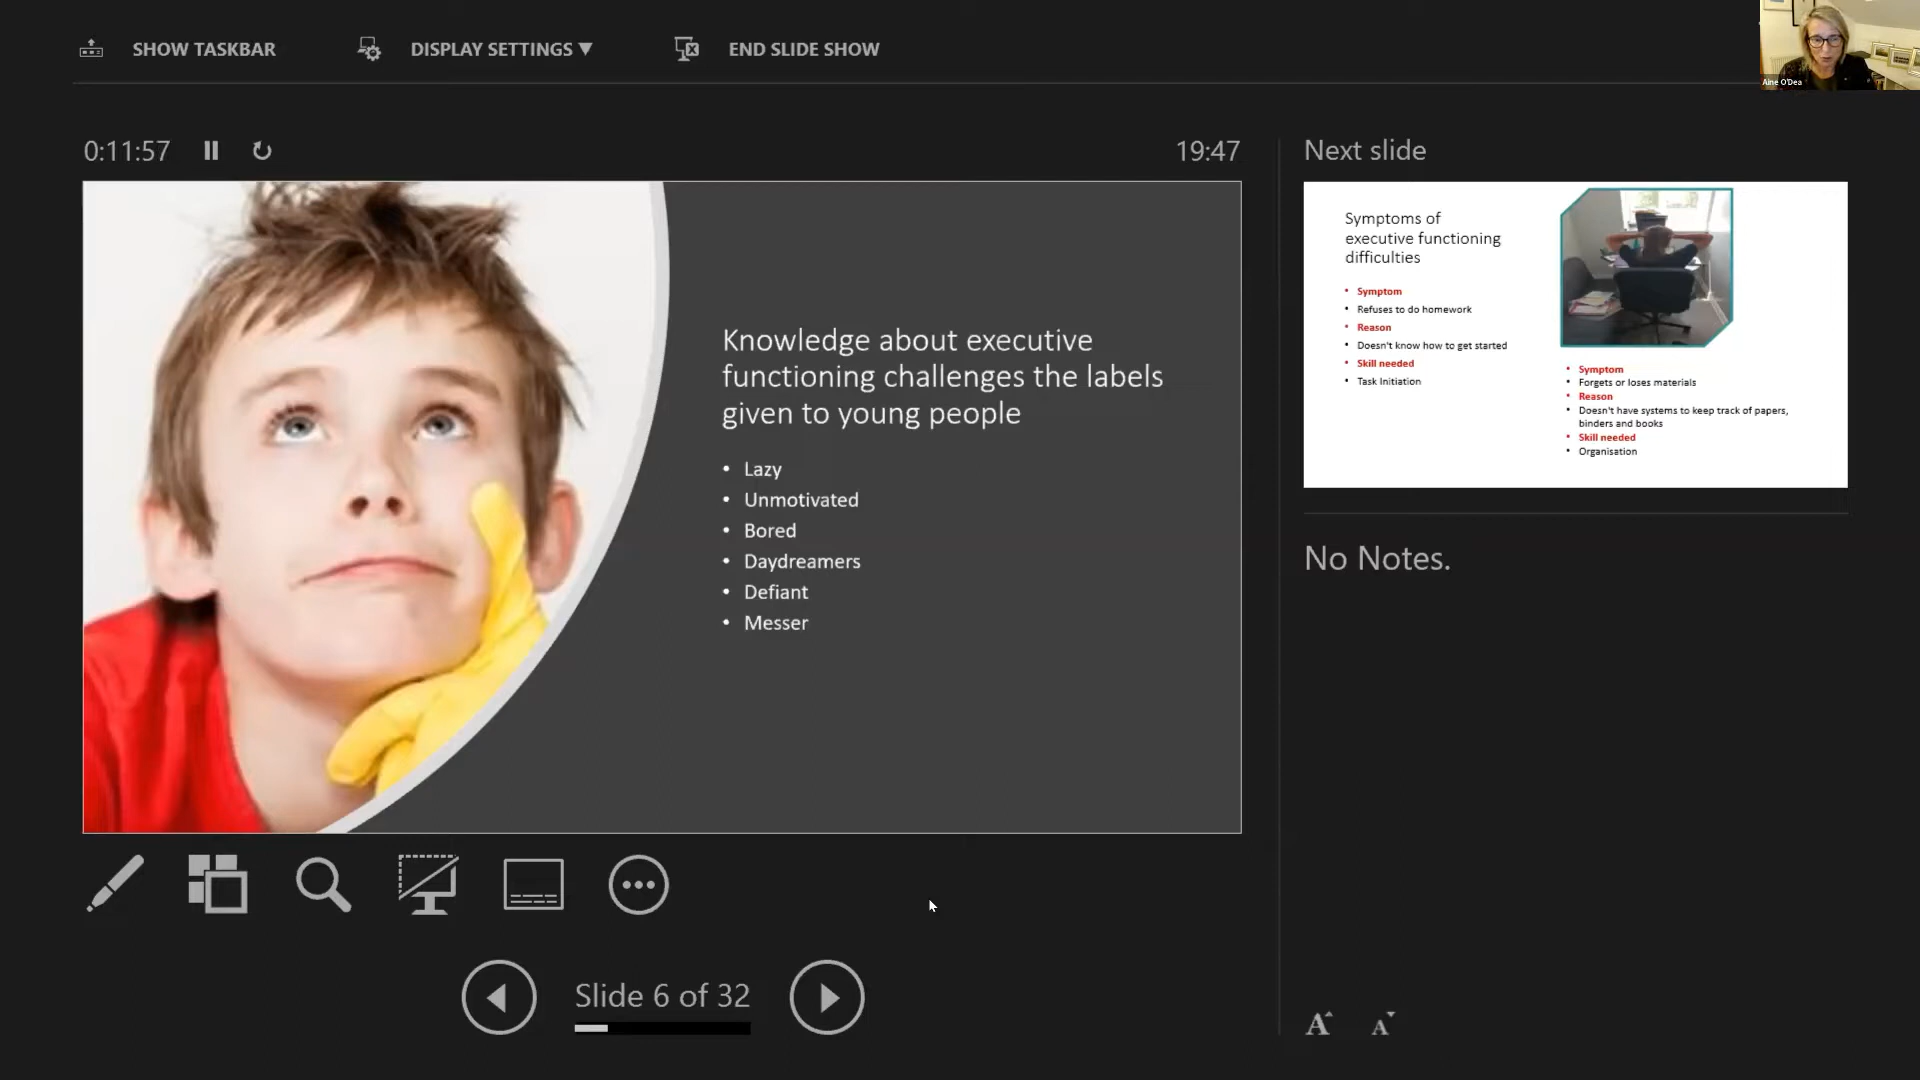 SHOW TASKBAR
DISPLAY SETTINGS ▼
END SLIDE SHOW
Aine O'Dea
0:11:57
19:47
Next slide
Knowledge about executive
functioning challenges the labels
given to young people
• Lazy
• Unmotivated
• Bored
• Daydreamers
• Defiant
• Messer
Symptoms of
executive functioning
difficulties
• Symptom
• Refuses to do homework
• Reason
• Doesn't know how to get started
• Skill needed
• Task Initiation
• Symptom
• Forgets or loses materials
• Reason
• Doesn't have systems to keep track of papers,
binders and books
• Skill needed
• Organisation
No Notes.
Slide 6 of 32
A A